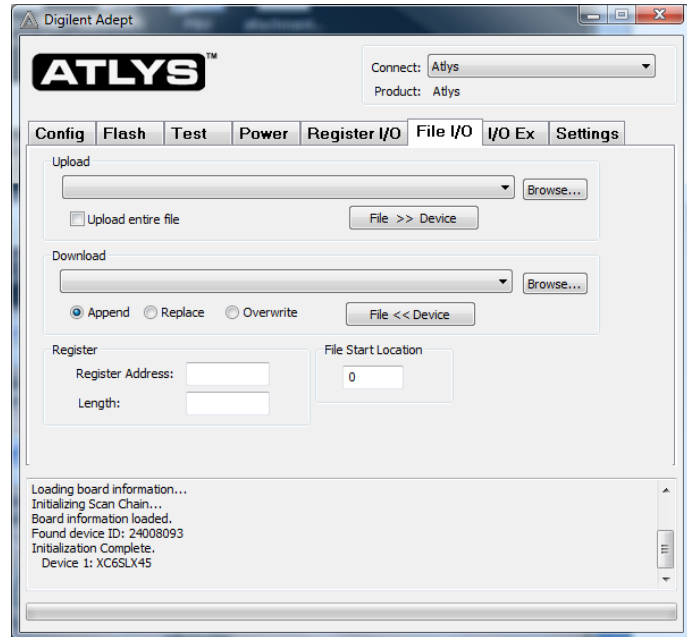 Digilent Adept
ATLYS™
Connect: Atlys
Product: Atlys
Config Flash Test Power Register I/O File I/O I/O Ex Settings
Upload
Browse...
Upload entire file
File >> Device
Download
Browse...
Append Replace Overwrite
File << Device
Register
File Start Location
Register Address:
0
Length:
Loading board information...
Initializing Scan Chain...
Board information loaded.
Found device ID: 24008093
Initialization Complete.
Device 1: XC6SLX45